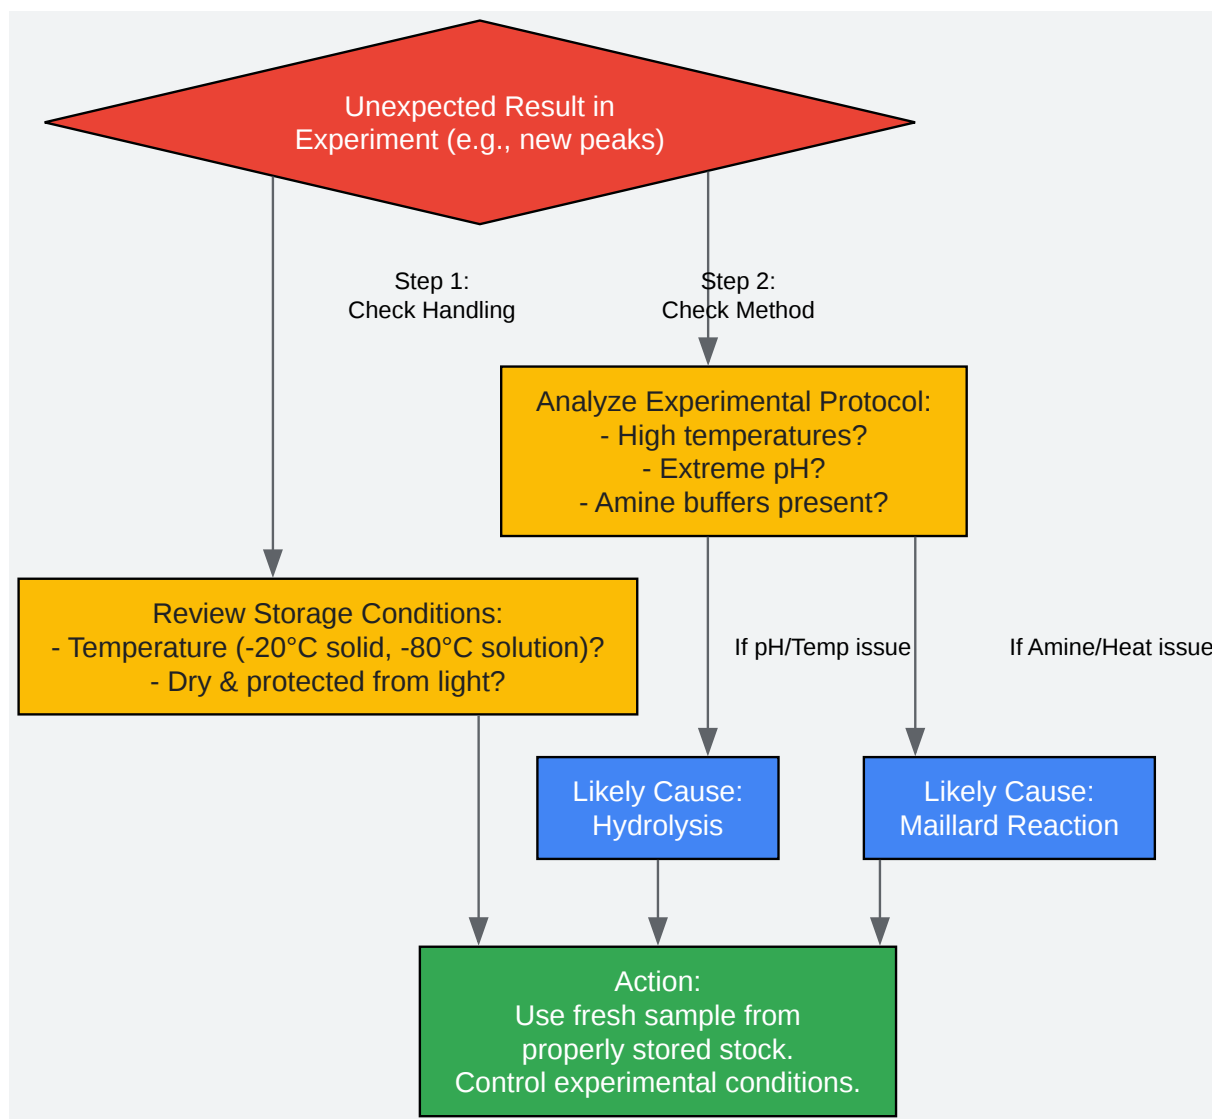 Unexpected Result in
Experiment (e.g., new peaks)
Step 1:
Check Handling
Step 2:
Check Method
Analyze Experimental Protocol:
- High temperatures?
- Extreme pH?
- Amine buffers present?
Review Storage Conditions:
- Temperature (-20°C solid, -80°C solution)?
- Dry & protected from light?
If pH/Temp issue
If Amine/Heat issue
Likely Cause:
Hydrolysis
Likely Cause:
Maillard Reaction
Action:
Use fresh sample from
properly stored stock.
Control experimental conditions.